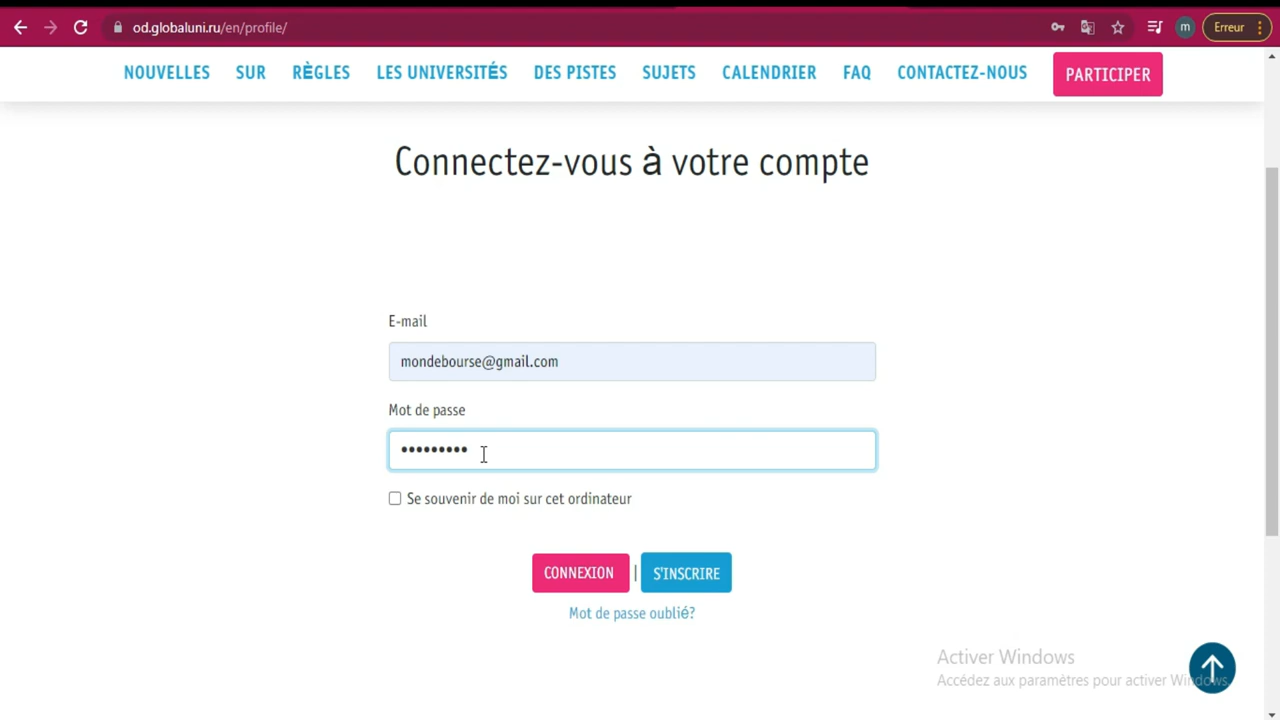 od.globaluni.ru/en/profile/
m
Erreur
NOUVELLES SUR RÈGLES LES UNIVERSITÉS DES PISTES SUJETS CALENDRIER FAQ CONTACTEZ-NOUS PARTICIPER
Connectez-vous à votre compte
E-mail
mondebourse@gmail.com
Mot de passe
•••••••••
Se souvenir de moi sur cet ordinateur
CONNEXION | S'INSCRIRE
Mot de passe oublié?
Activer Windows
Accédez aux paramètres pour activer Windows.